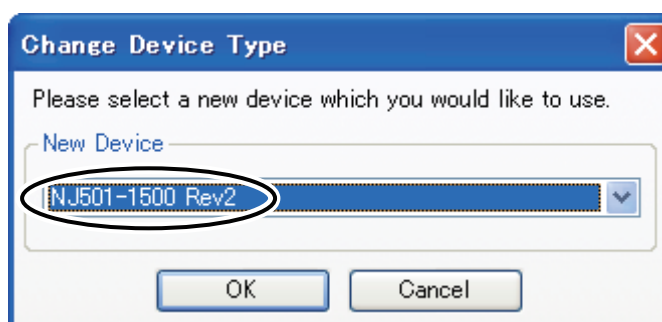 Change Device Type
Please select a new device which you would like to use.
New Device
NJ501-1500 Rev2
OK
Cancel